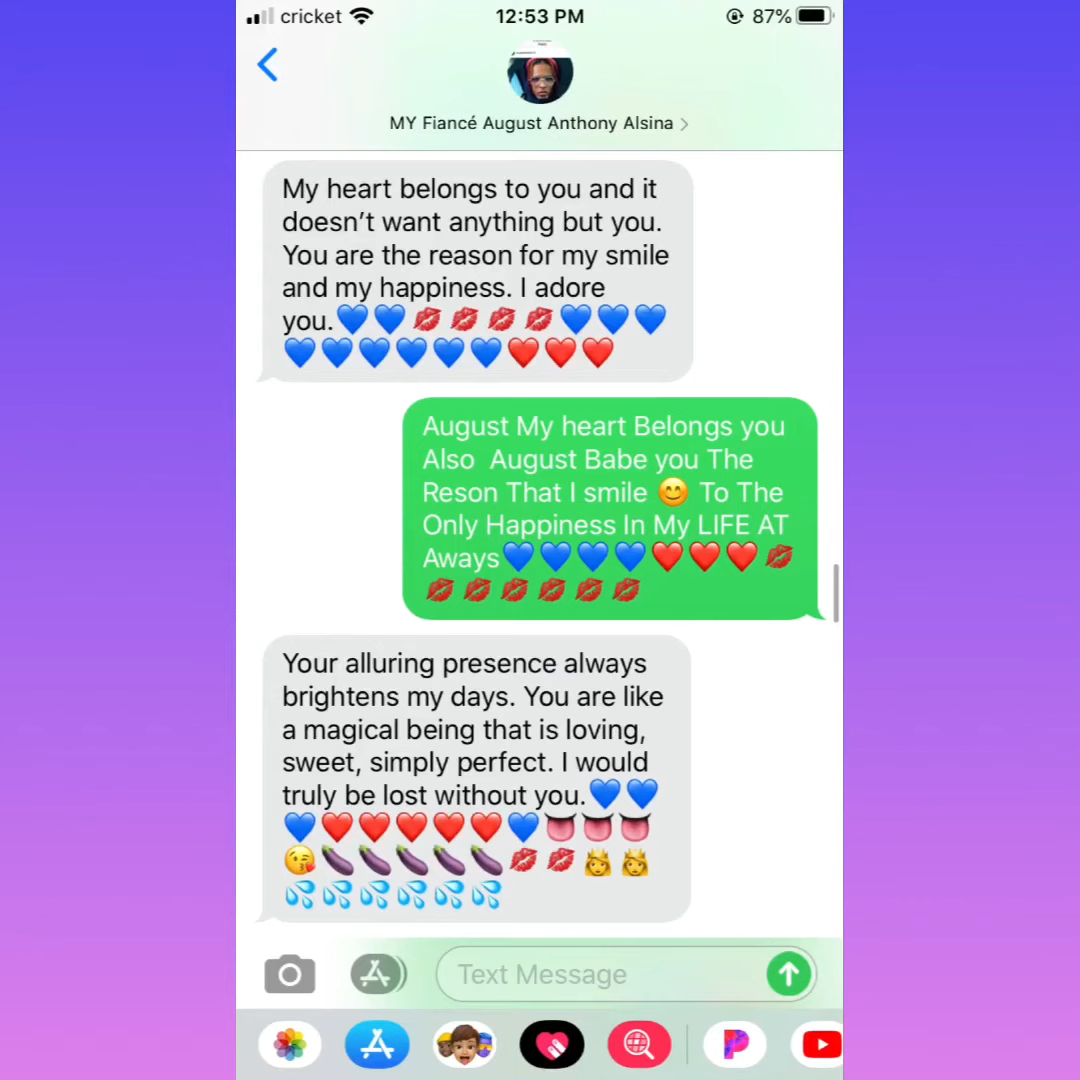 cricket 12:53 PM 87%
MY Fiancé August Anthony Alsina
My heart belongs to you and it
doesn’t want anything but you.
You are the reason for my smile
and my happiness. I adore
you.💙💙💋💋💋💋💙💙💙
💙💙💙💙💙💙❤️❤️❤️
August My heart Belongs you
Also  August Babe you The
Reson That I smile 😊 To The
Only Happiness In My LIFE AT
Aways💙💙💙💙❤️❤️❤️💋
💋💋💋💋💋💋
Your alluring presence always
brightens my days. You are like
a magical being that is loving,
sweet, simply perfect. I would
truly be lost without you.💙💙
💙❤️❤️❤️❤️❤️💙👅👅👅
😘🍆🍆🍆🍆🍆💋💋👸👸
💦💦💦💦💦💦
Text Message